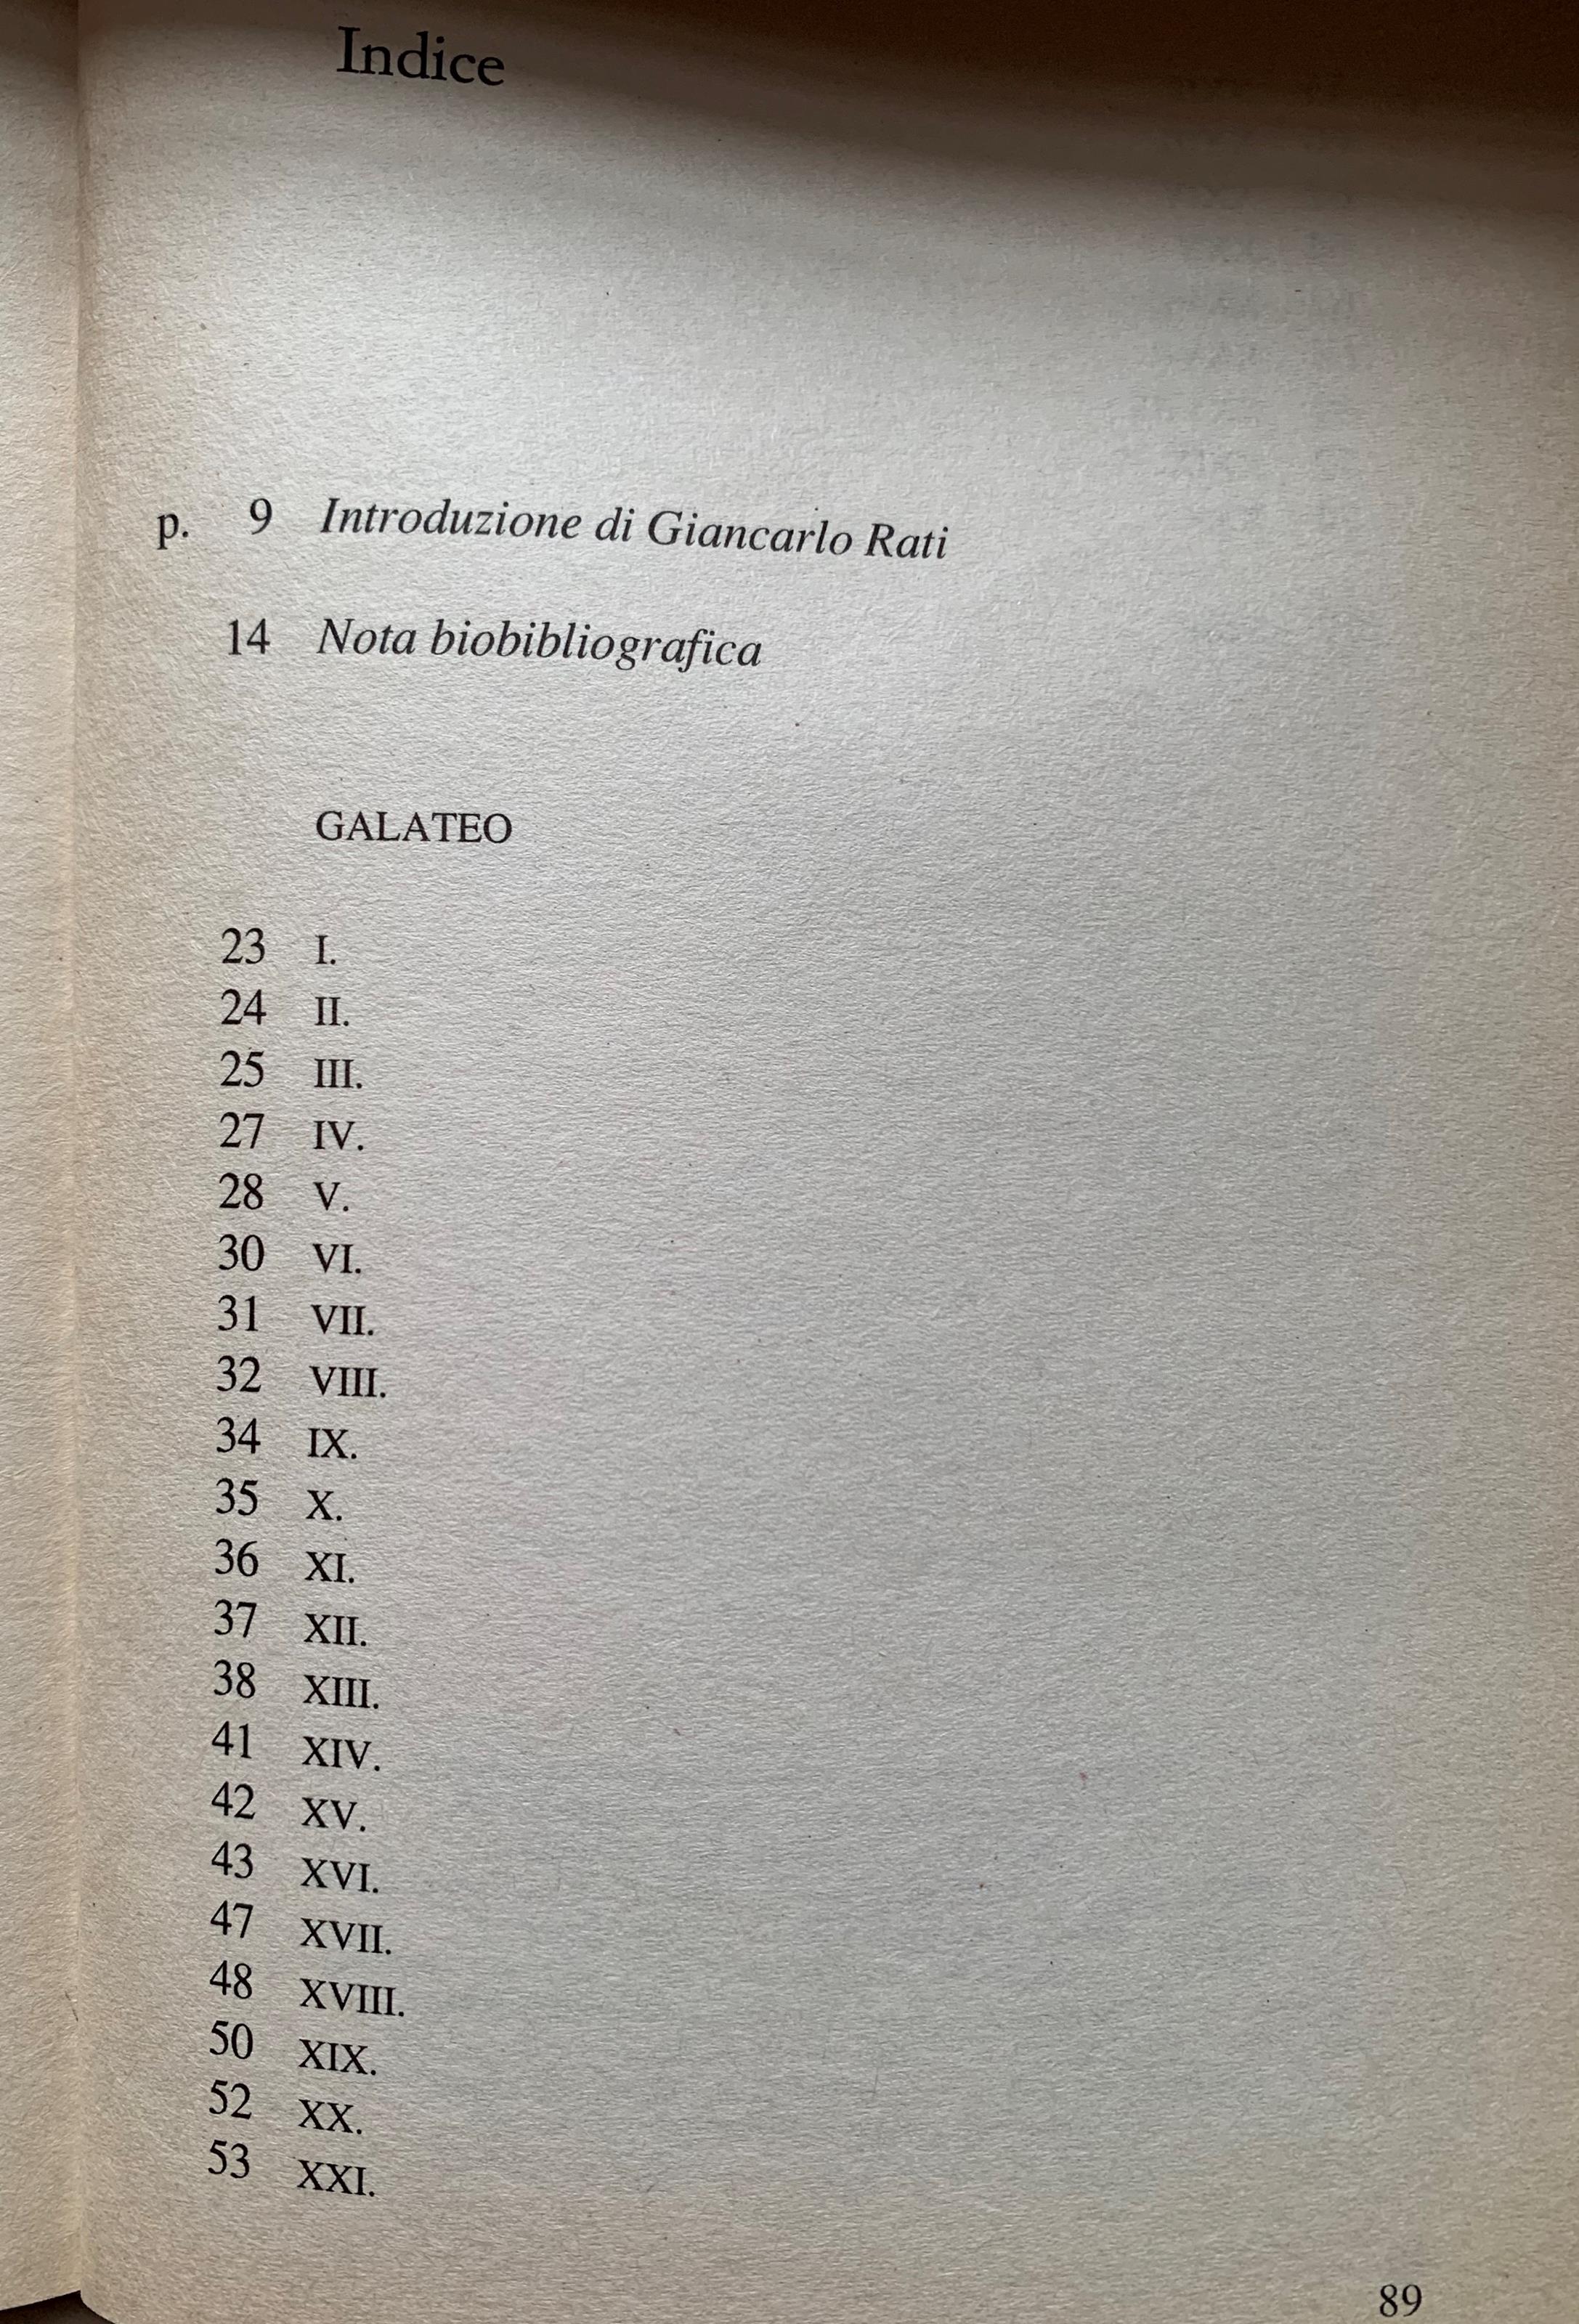 Indice
p. 9 Introduzione di Giancarlo Rati
14 Nota biobibliografica
GALATEO
23 I.
24 II.
25 III.
27 IV.
28 V.
30 VI.
31 VII.
32 VIII.
34 IX.
35 X.
36 XI.
37 XII.
38 XIII.
41 XIV.
42 XV.
43 XVI.
47 XVII.
48 XVIII.
50 XIX.
52 XX.
53 XXI.
89